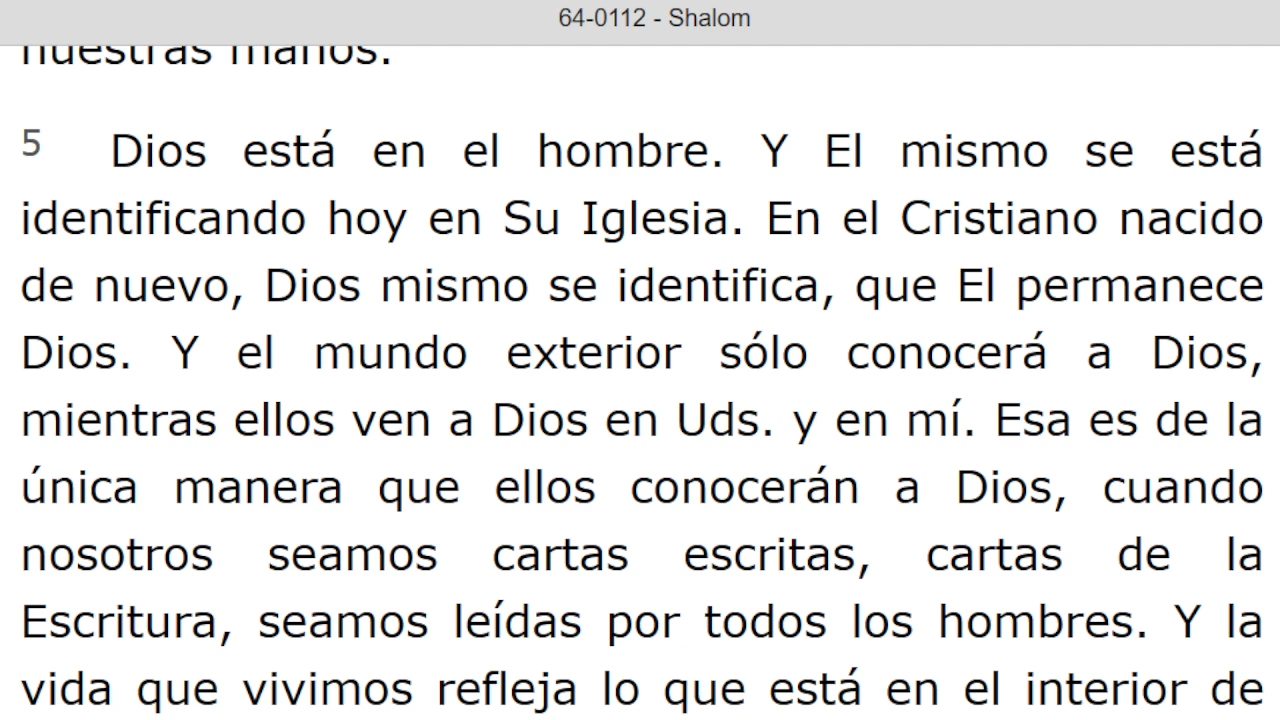 64-0112 - Shalom
nuestras manos.
5 Dios está en el hombre. Y El mismo se está
identificando hoy en Su Iglesia. En el Cristiano nacido
de nuevo, Dios mismo se identifica, que El permanece
Dios. Y el mundo exterior sólo conocerá a Dios,
mientras ellos ven a Dios en Uds. y en mí. Esa es de la
única manera que ellos conocerán a Dios, cuando
nosotros seamos cartas escritas, cartas de la
Escritura, seamos leídas por todos los hombres. Y la
vida que vivimos refleja lo que está en el interior de